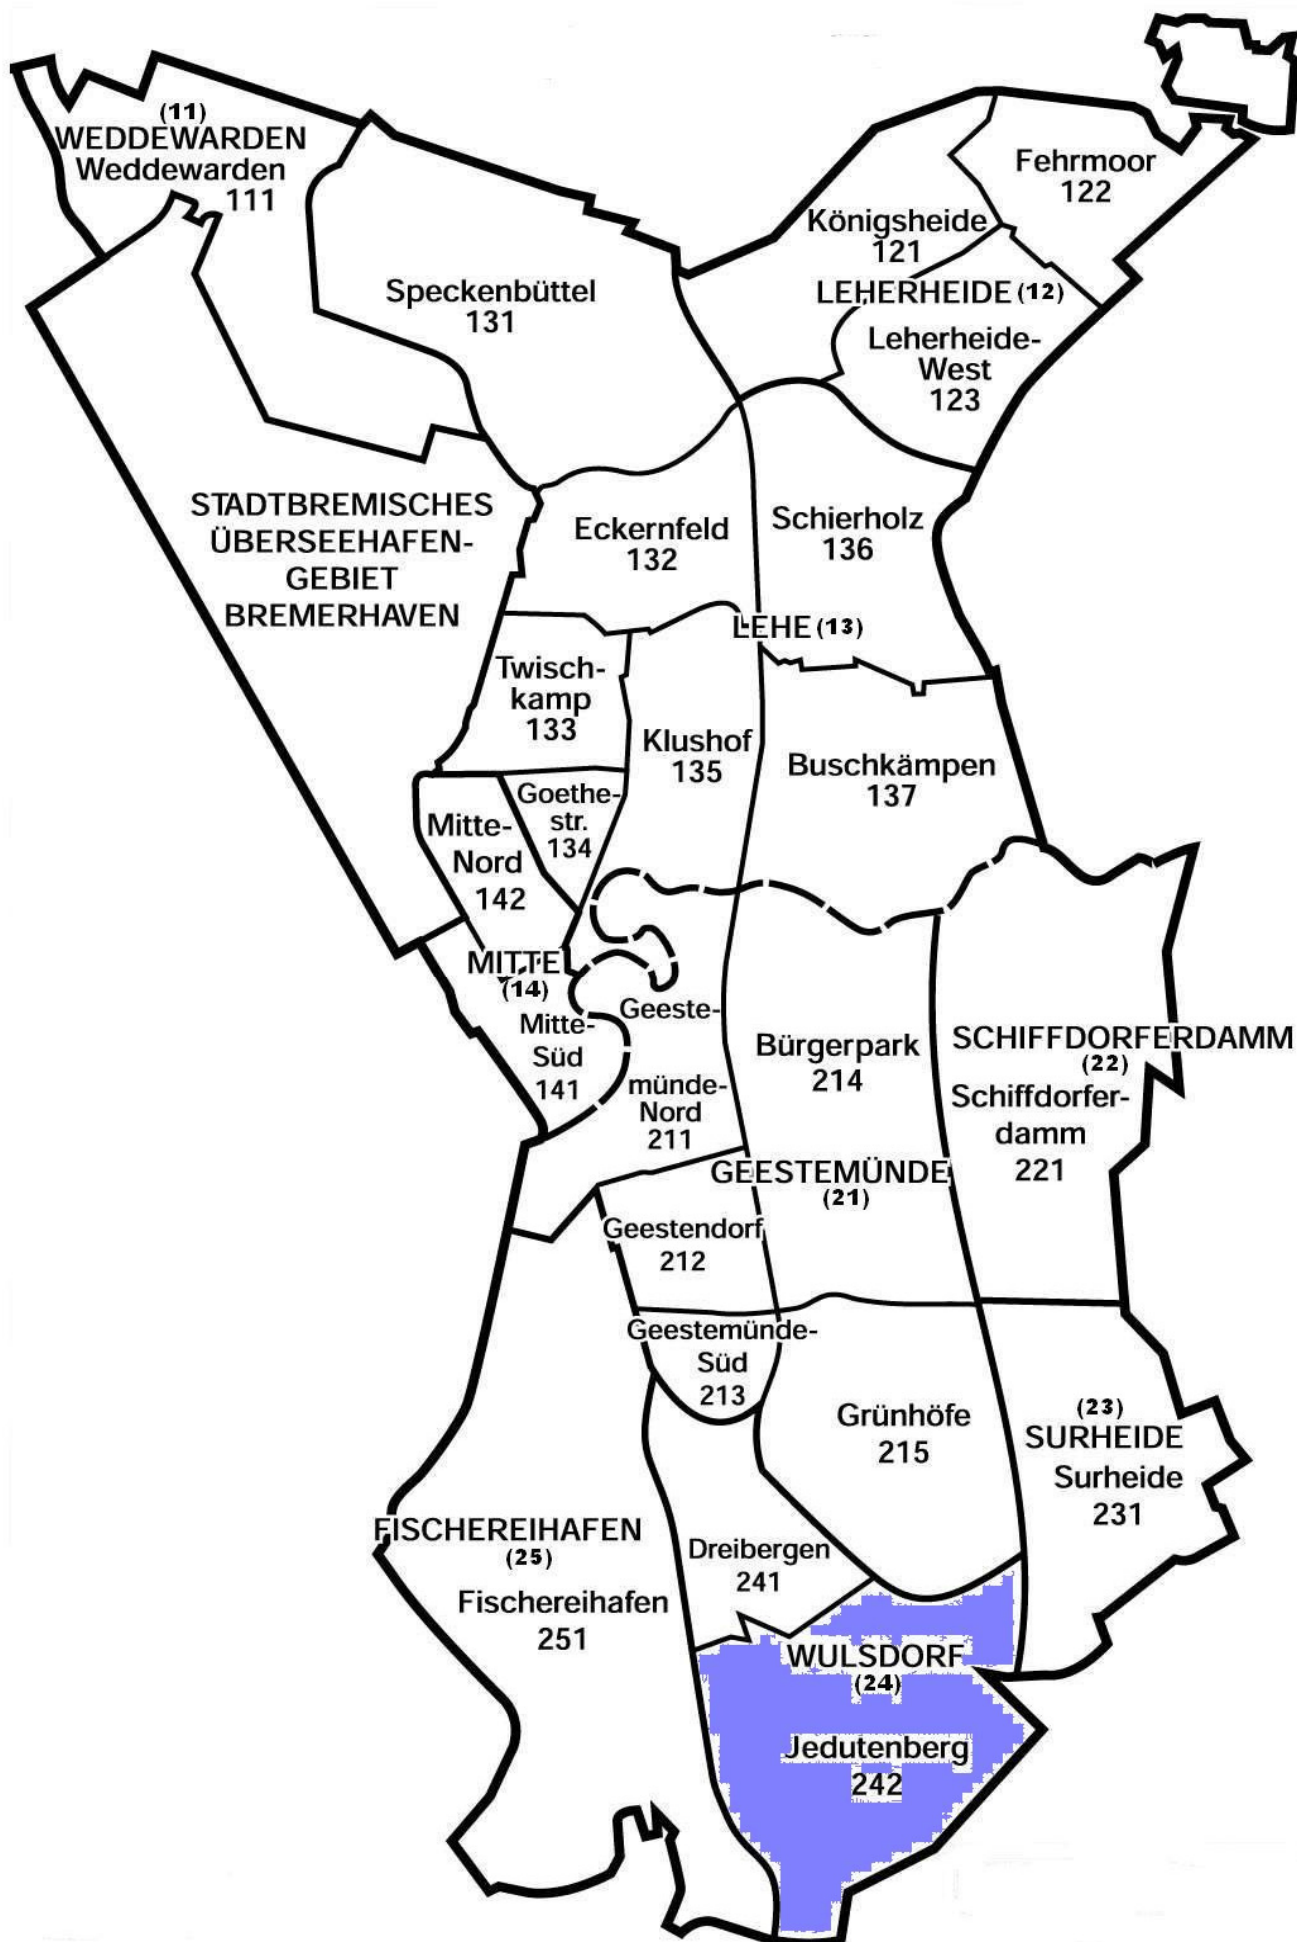 (11)
WEDDEWARDEN
Weddewarden
111
Speckenbüttel
131
Fehrmoor
122
Königsheide
121
LEHERHEIDE (12)
Leherheide-
West
123
STADTBREMISCHES
ÜBERSEEHAFEN-
GEBIET
BREMERHAVEN
Eckernfeld
132
Schierholz
136
LEHE (13)
Twisch-
kamp
133
Klushof
135
Buschkämpen
137
Goethe-
str.
134
Mitte-
Nord
142
MITTE
(14)
Mitte-
Süd
141
Geeste-
münde-
Nord
211
Bürgerpark
214
SCHIFFDORFERDAMM
(22)
Schiffdorfer-
damm
221
GEESTEMÜNDE
(21)
Geestendorf
212
Geestemünde-
Süd
213
Grünhöfe
215
(23)
SURHEIDE
Surheide
231
FISCHEREIHAFEN
(25)
Fischereihafen
251
Dreibergen
241
WULSDORF
(24)
Jedutenberg
242